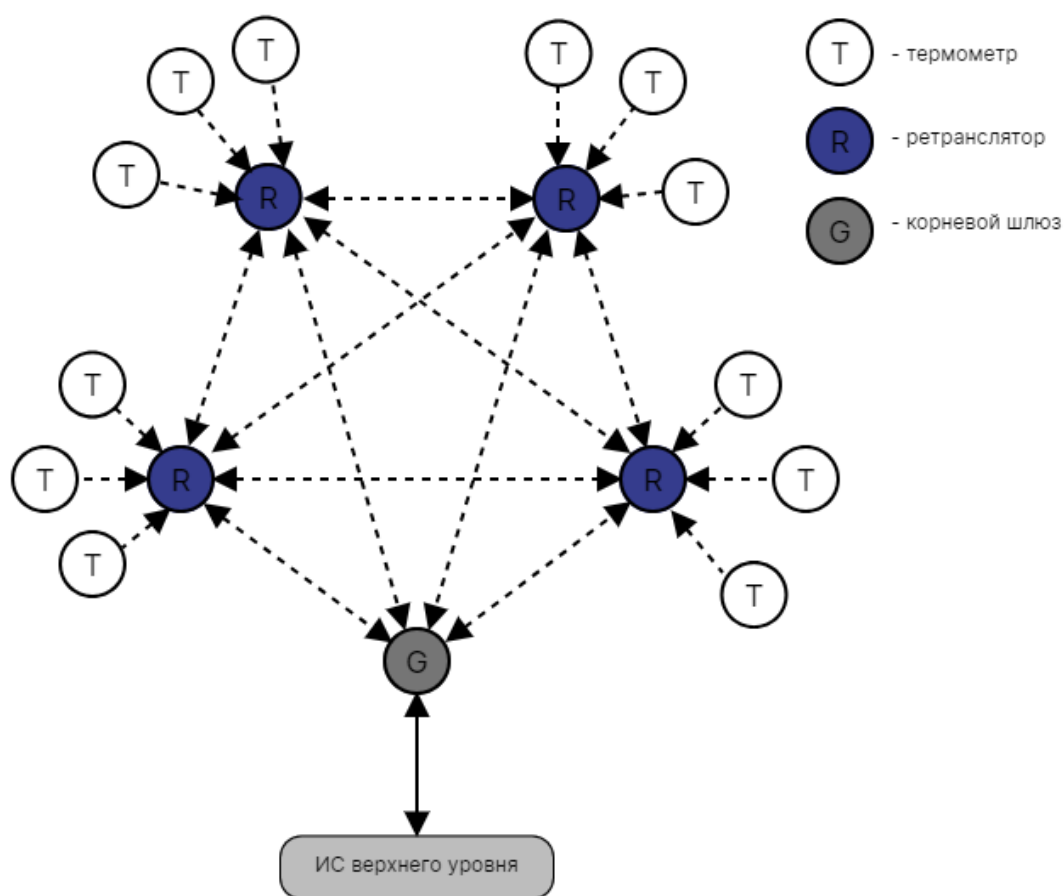 T
T
T
T
T
T
R
R
T
T
T
T
R
R
T
T
T
G
ИС верхнего уровня
T - термометр
R - ретранслятор
G - корневой шлюз